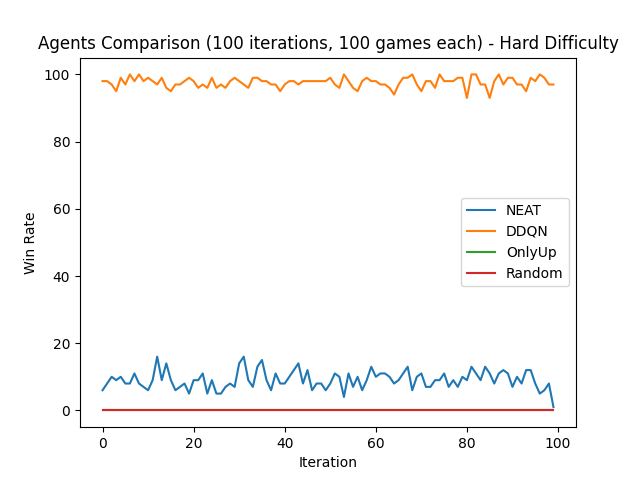 Agents Comparison (100 iterations, 100 games each) - Hard Difficulty
100
80
60
40
20
0
Win Rate
NEAT
DDQN
OnlyUp
Random
0 20 40 60 80 100
Iteration